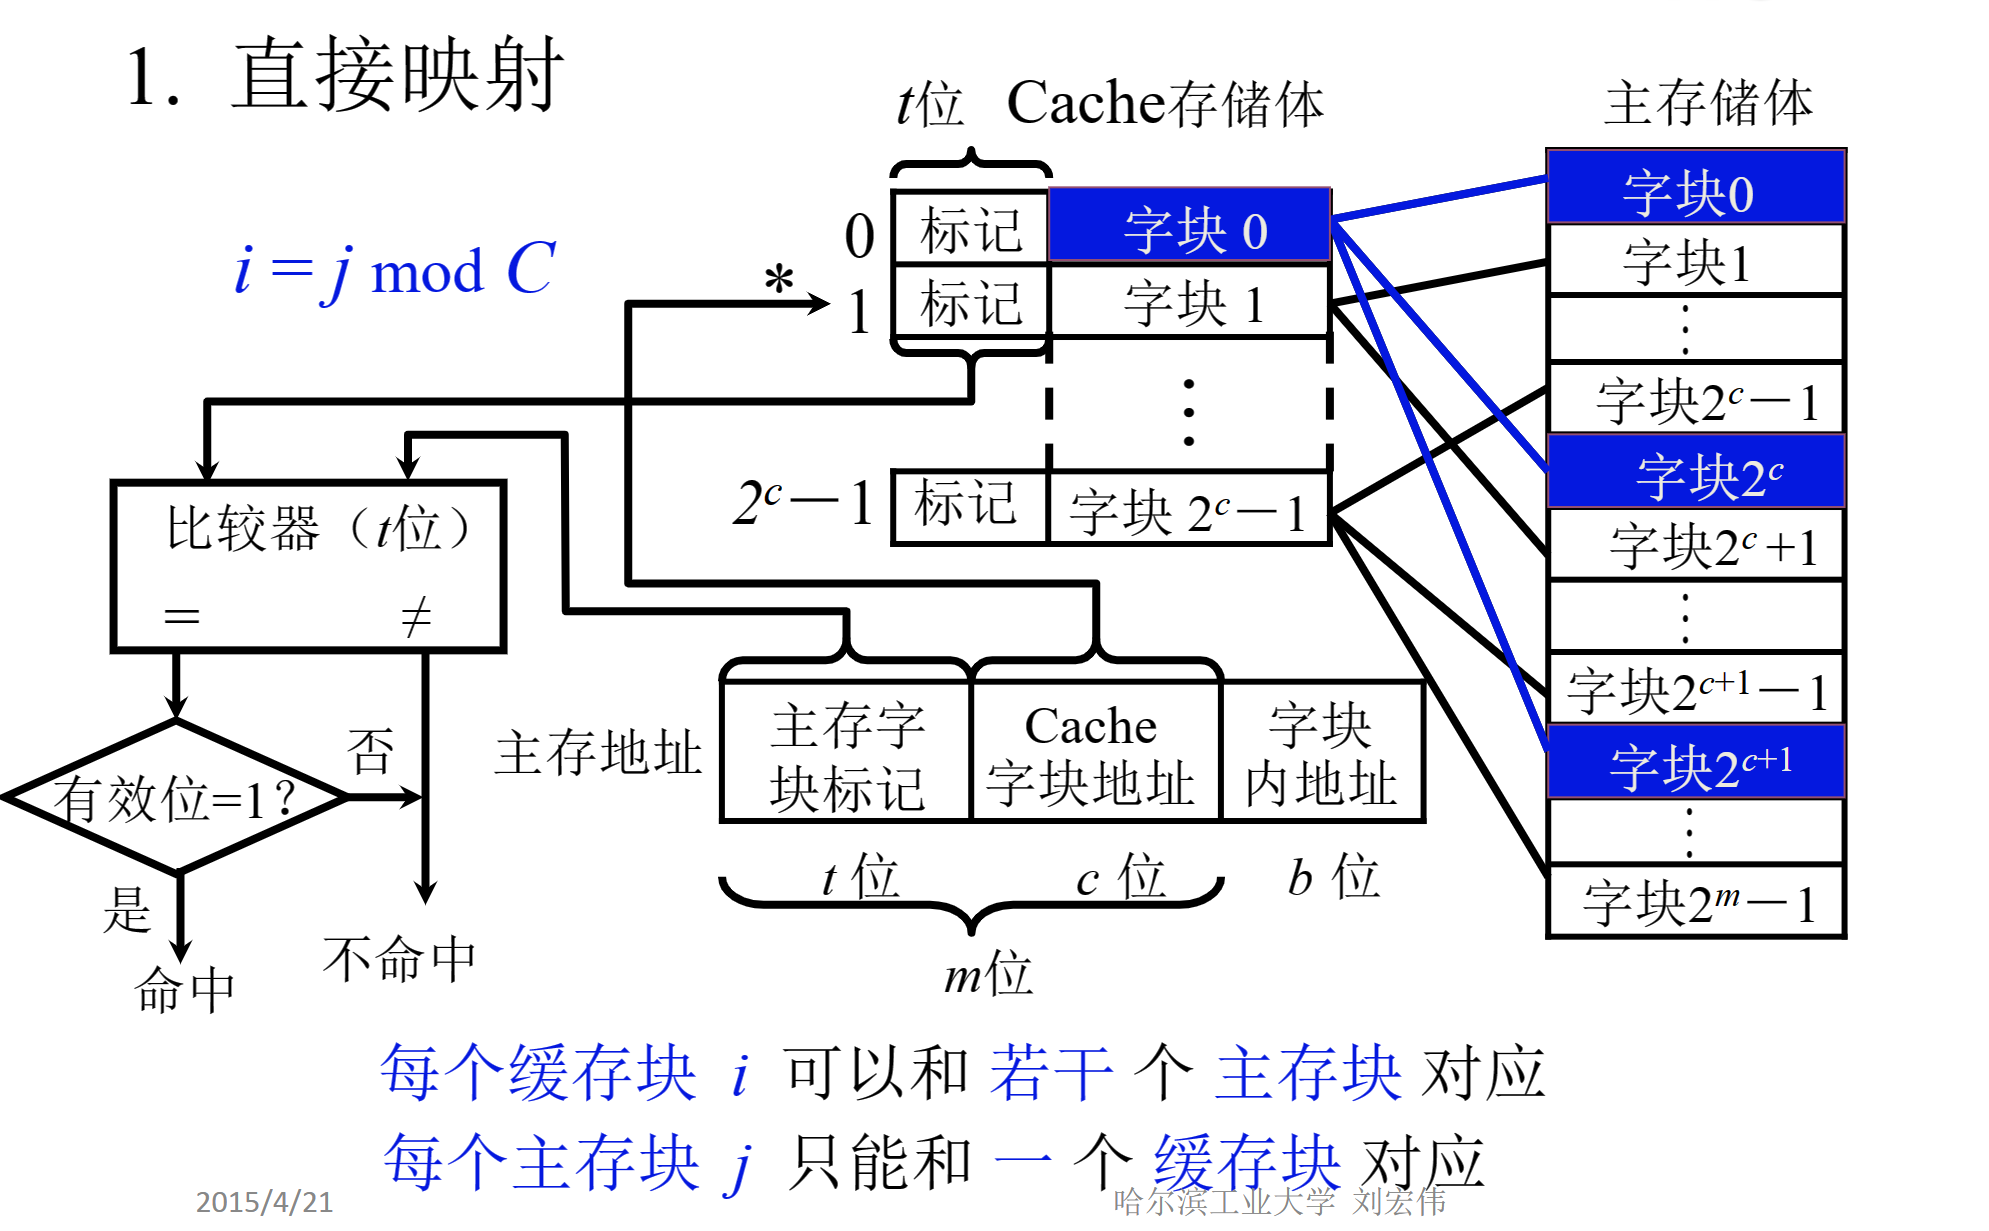 1. 直接映射
t位 Cache存储体 主存储体
i = j mod C
0 标记 字块 0
* 1 标记 字块 1
⋮
2^c－1 标记 字块 2^c－1
字块0
字块1
⋮
字块2^c－1
字块2^c
字块2^c+1
⋮
字块2^{c+1}－1
字块2^{c+1}
⋮
字块2^m－1
比较器（t位）
= ≠
有效位=1?
否
是
命中
不命中
主存地址
主存字
块标记
Cache
字块地址
字块
内地址
t 位 c 位 b 位
m位
每个缓存块 i 可以和 若干 个 主存块 对应
每个主存块 j 只能和 一 个 缓存块 对应
2015/4/21 哈尔滨工业大学 刘宏伟